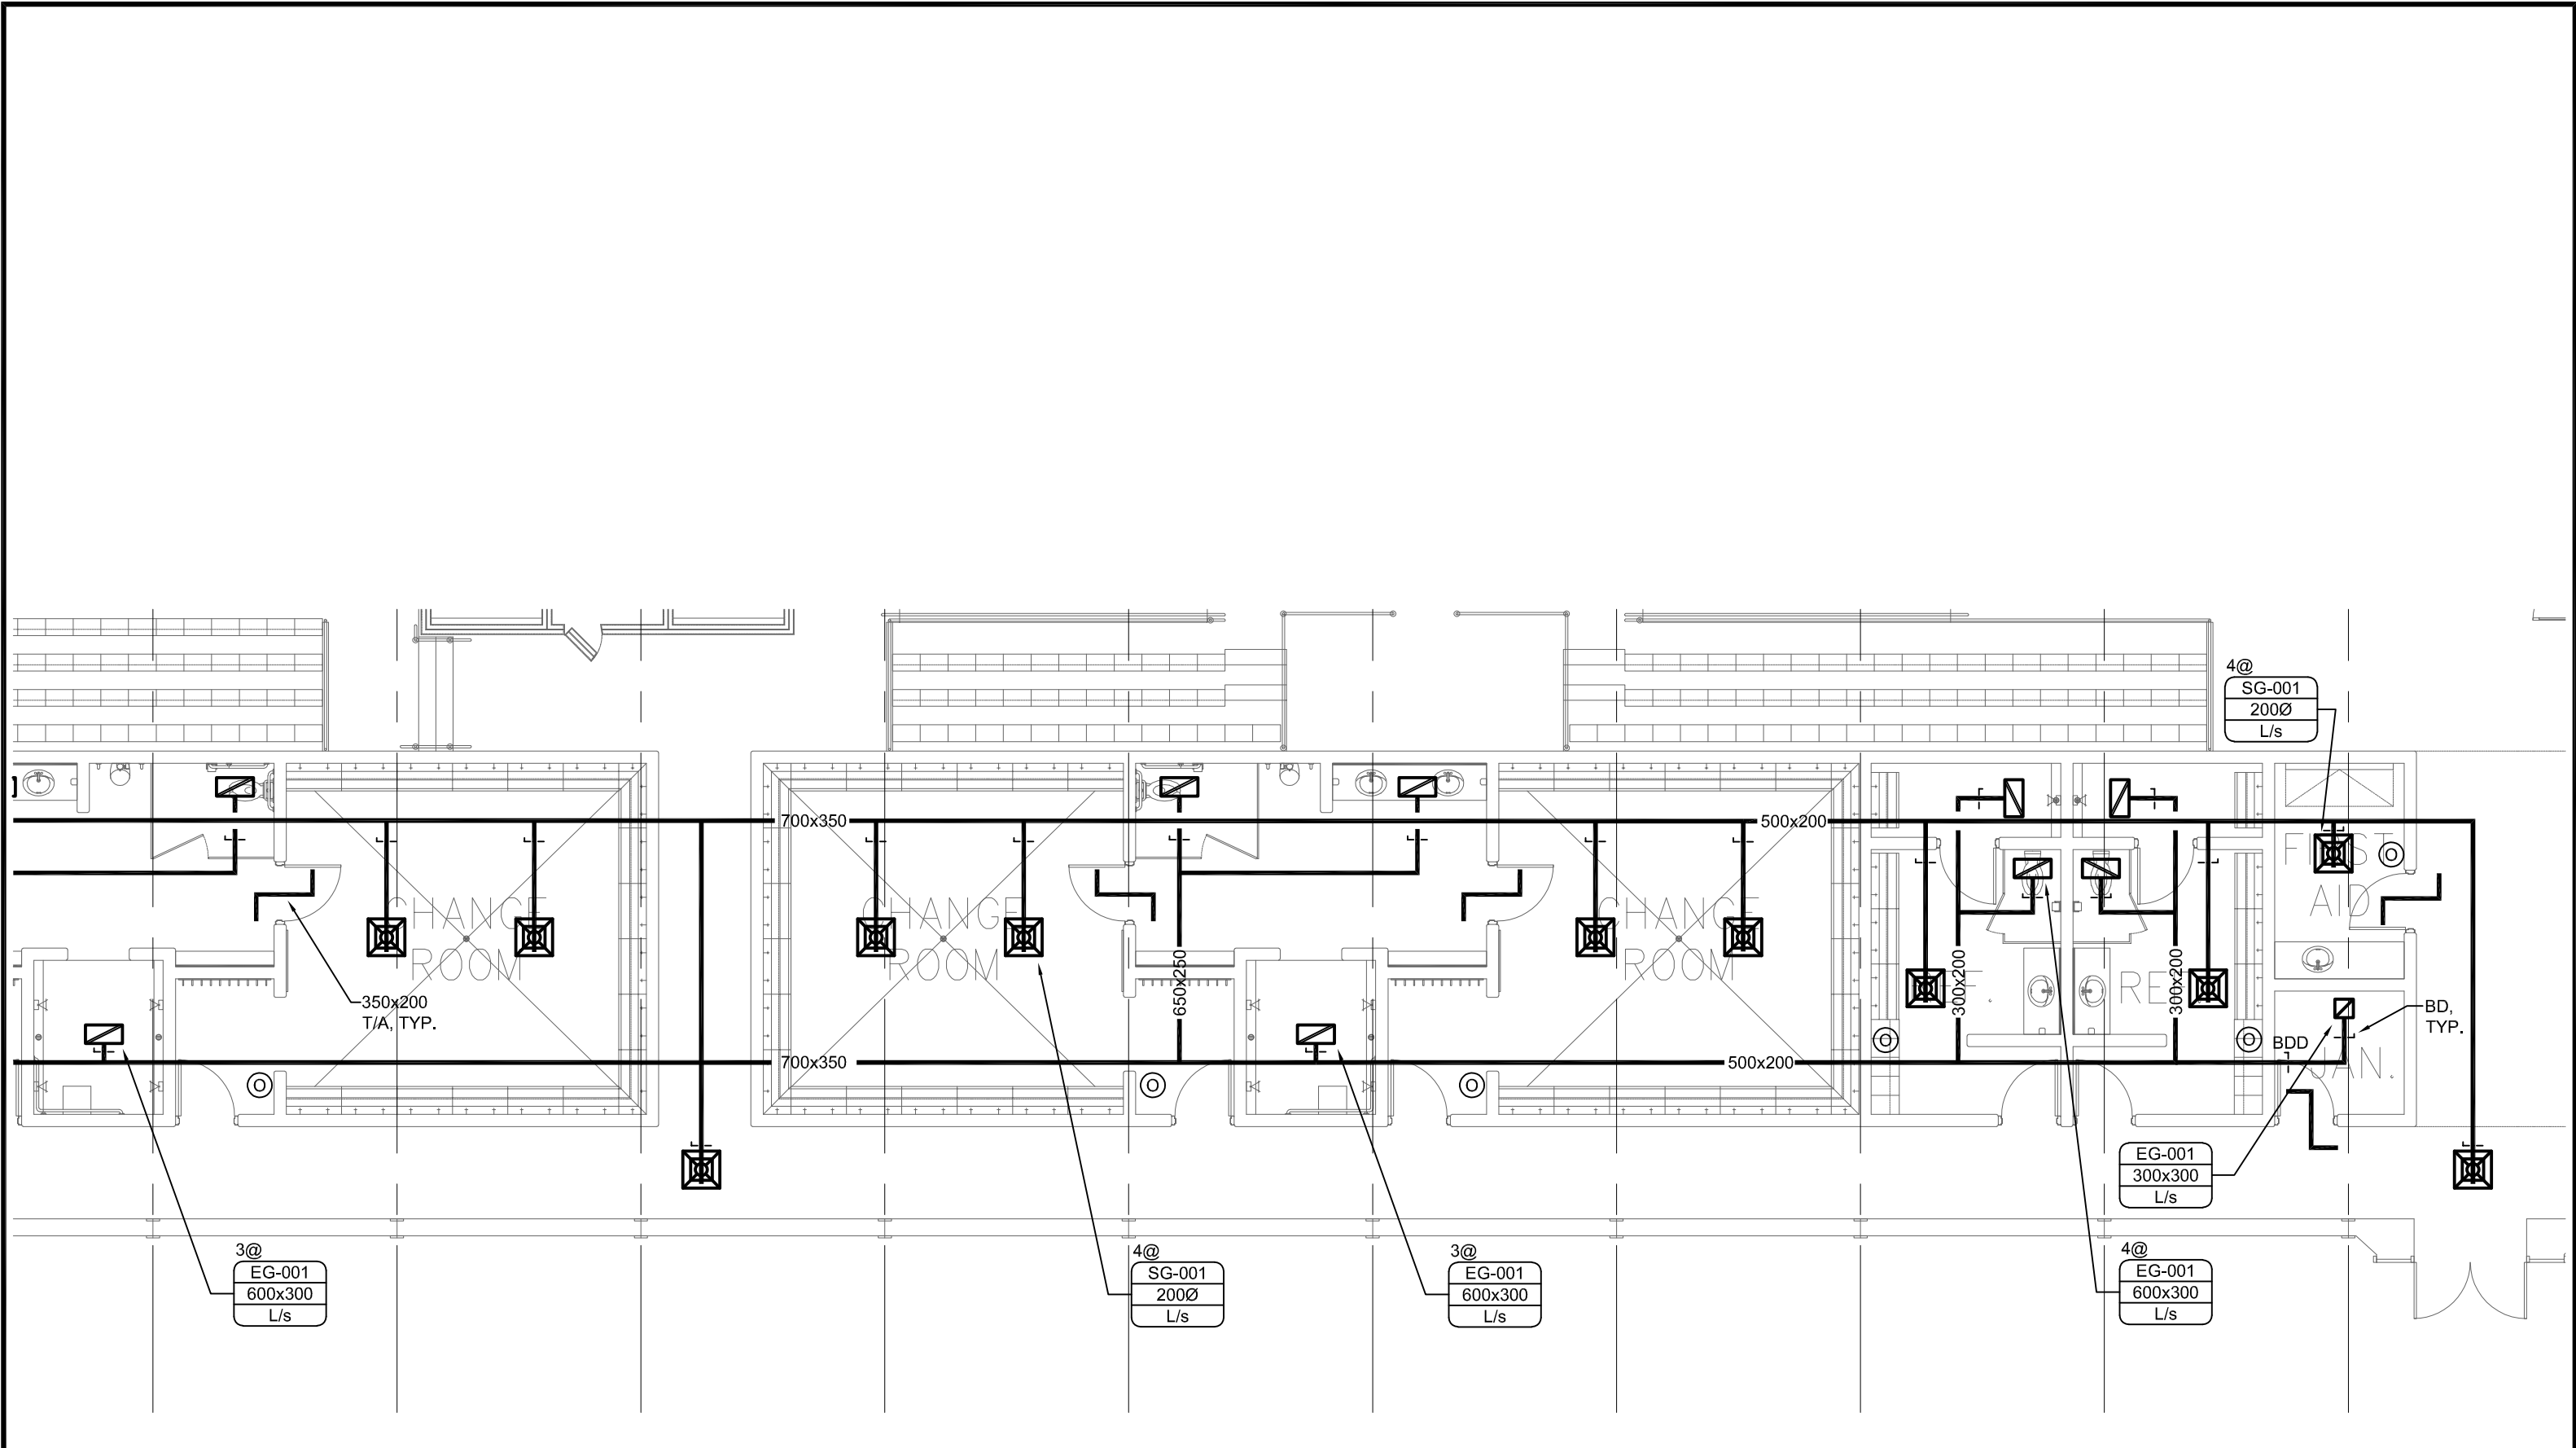 4@
SG-001
200Ø
L/s
700x350
500x200
CHANGE
ROOM
CHANGE
ROOM
CHANGE
ROOM
FIRST
AID
650x250
300x200
300x200
350x200
T/A, TYP.
BD,
TYP.
BDD
JAN.
700x350
500x200
EG-001
300x300
L/s
3@
EG-001
600x300
L/s
4@
SG-001
200Ø
L/s
3@
EG-001
600x300
L/s
4@
EG-001
600x300
L/s